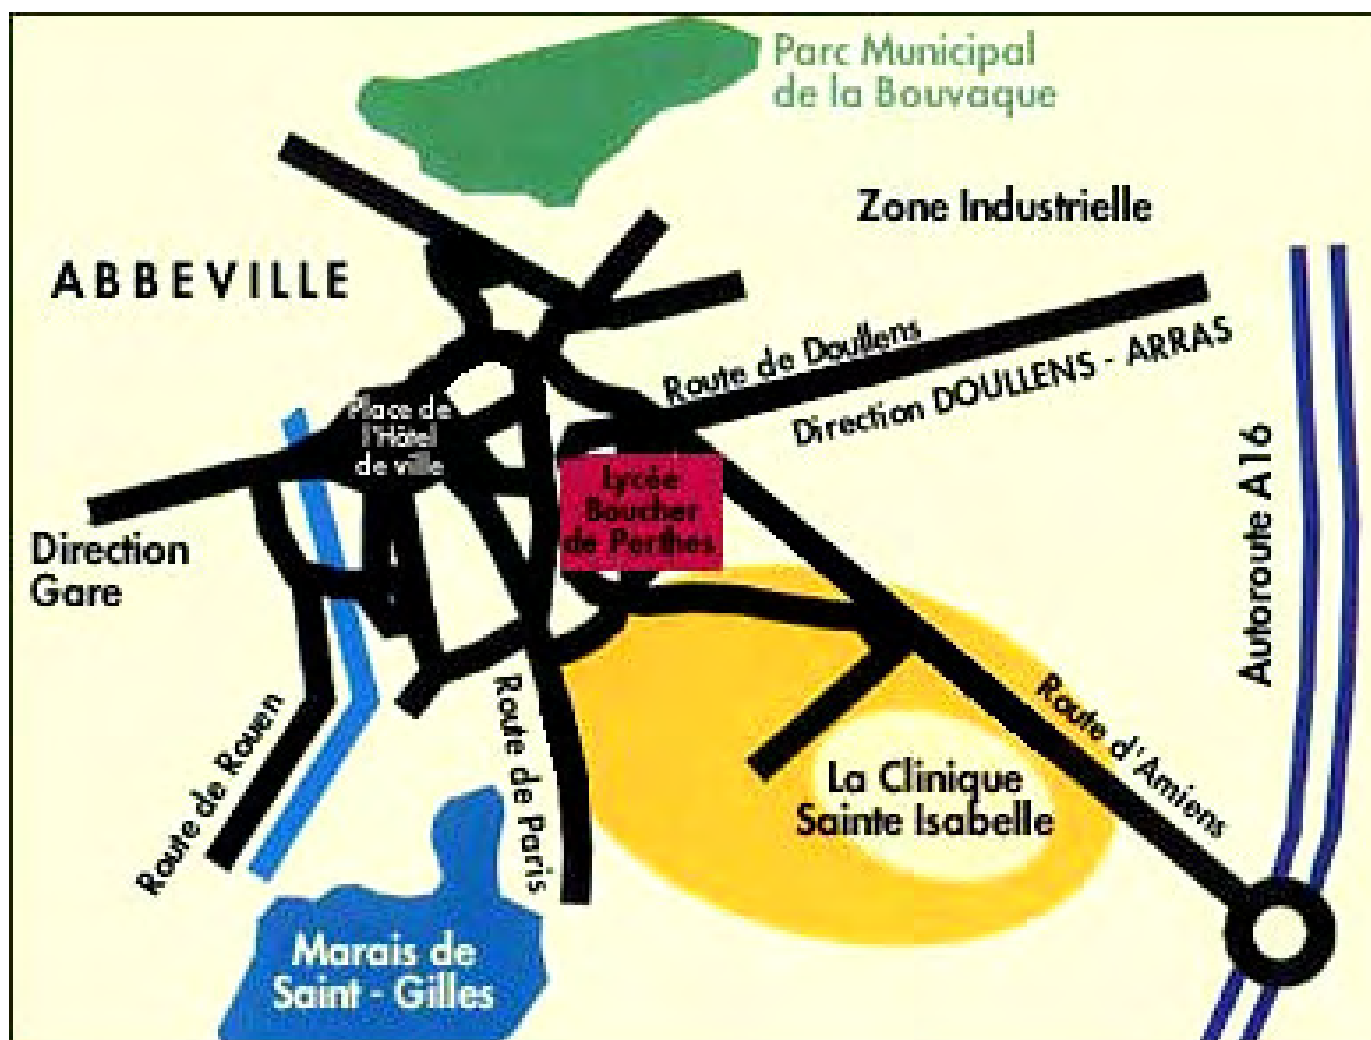 Parc Municipal
de la Bouvaque
Zone Industrielle
ABBEVILLE
Route de Doullens
Direction DOULLENS - ARRAS
Place de
l'Hôtel
de ville
Lycée
Boucher
de Perthes
Autoroute A16
Direction
Gare
Route de Rouen
Route de Paris
Route d'Amiens
La Clinique
Sainte Isabelle
Marais de
Saint - Gilles